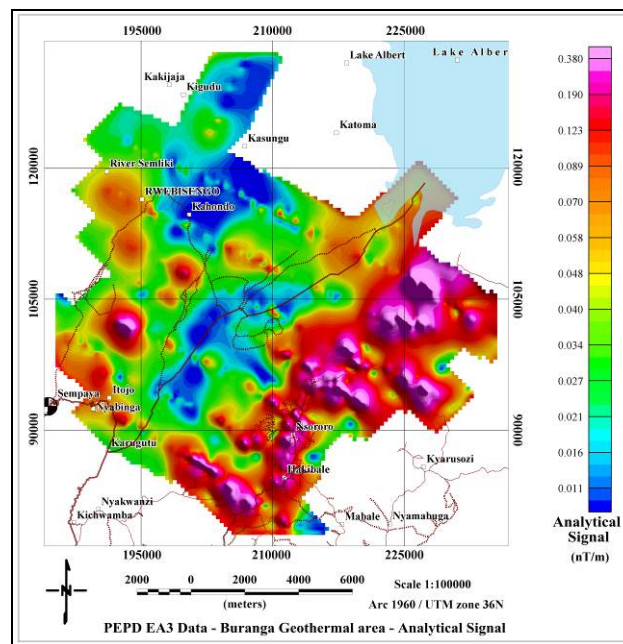 195000 210000 225000
Lake Albert
Lake Alber
Kakijaja
Kigudu
Katoma
Kasungu
River Semliki
120000
120000
RWEBISENGO
Kahondo
105000
105000
Itojo
Sempaya
Nyabinga
90000
90000
Nsororo
Karugutu
Hakibale
Kyarusozi
Nyakwanzi
Kichwamba
Mabale
Nyamabuga
195000 210000 225000
0.380
0.190
0.123
0.089
0.070
0.048
0.040
0.034
0.027
0.021
0.016
0.011
Analytical
Signal
(nT/m)
2000 0 2000 4000 6000
(meters)
Scale 1:100000
Arc 1960 / UTM zone 36N
PEPD EA3 Data - Buranga Geothermal area - Analytical Signal